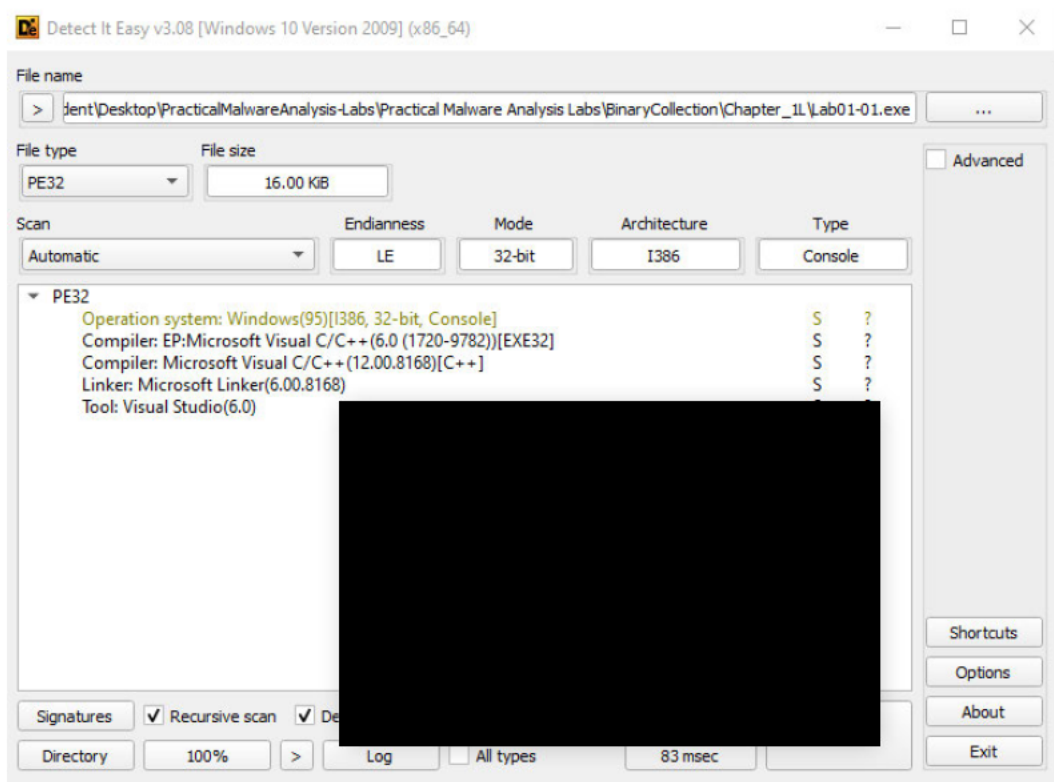 Detect It Easy v3.08 [Windows 10 Version 2009] (x86_64)
File name
> dent\Desktop\PracticalMalwareAnalysis-Labs\Practical Malware Analysis Labs\BinaryCollection\Chapter_1L\Lab01-01.exe ...
File type File size
PE32 16.00 KiB Advanced
Scan Endianness Mode Architecture Type
Automatic LE 32-bit I386 Console
PE32
Operation system: Windows(95)[I386, 32-bit, Console] S ?
Compiler: EP:Microsoft Visual C/C++(6.0 (1720-9782))[EXE32] S ?
Compiler: Microsoft Visual C/C++(12.00.8168)[C++] S ?
Linker: Microsoft Linker(6.00.8168) S ?
Tool: Visual Studio(6.0)
Shortcuts
Options
Signatures Recursive scan De About
Directory 100% > Log All types 83 msec Exit